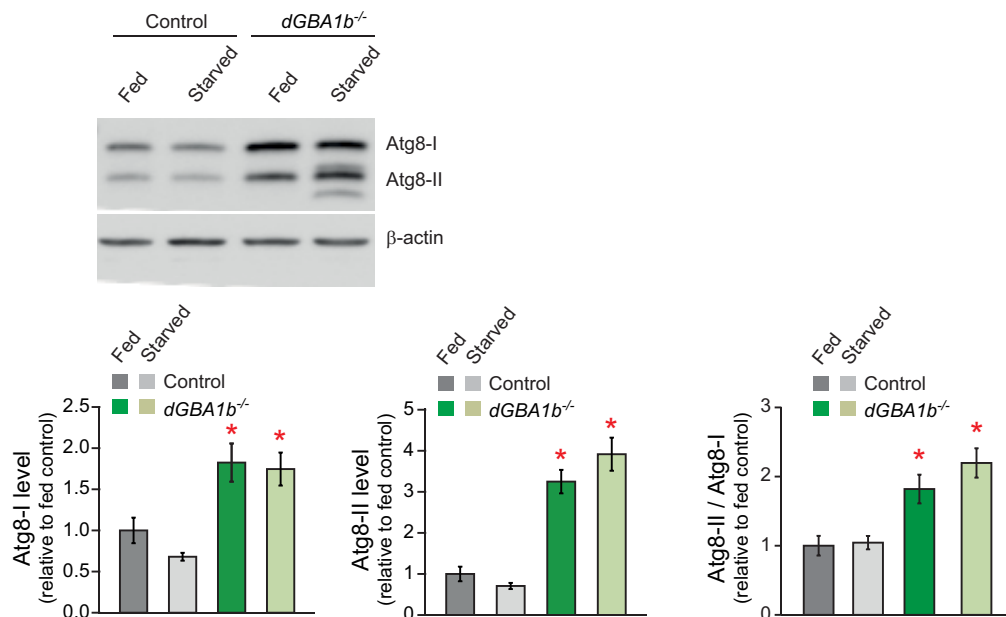 Control dGBA1b-/-
Fed Starved Fed Starved
Atg8-I
Atg8-II
β-actin
Fed Starved
Control
dGBA1b-/-
Atg8-I level
(relative to fed control)
2.5
2.0
1.5
1.0
0.5
0.0
* *
Fed Starved
Control
dGBA1b-/-
Atg8-II level
(relative to fed control)
5
4
3
2
1
0
* *
Fed Starved
Control
dGBA1b-/-
Atg8-II / Atg8-I
(relative to fed control)
3
2
1
0
* *